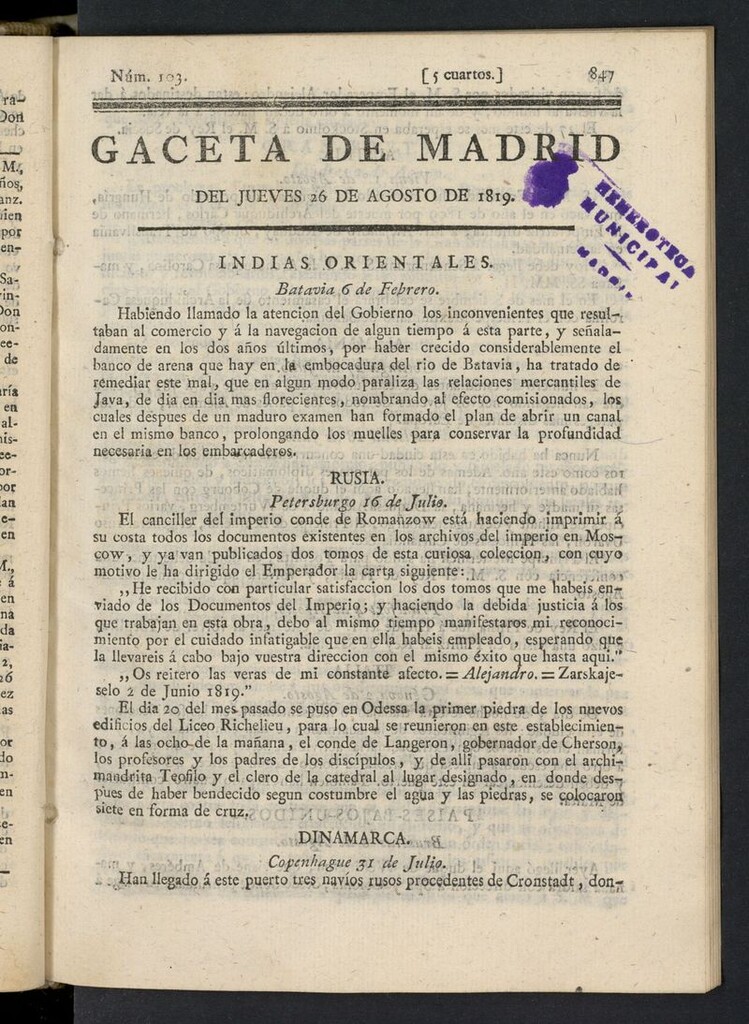 Núm. 103. [5 cuartos.] 847
GACETA DE MADRID
DEL JUEVES 26 DE AGOSTO DE 1819.
HEMEROTECA
MUNICIPAL
MADRID
INDIAS ORIENTALES.
Batavia 6 de Febrero.
Habiendo llamado la atencion del Gobierno los inconvenientes que resul-
taban al comercio y á la navegacion de algun tiempo á esta parte, y señala-
damente en los dos años últimos, por haber crecido considerablemente el
banco de arena que hay en la embocadura del rio de Batavia, ha tratado de
remediar este mal, que en algun modo paraliza las relaciones mercantiles de
Java, de dia en dia mas florecientes, nombrando al efecto comisionados, los
cuales despues de un maduro examen han formado el plan de abrir un canal
en el mismo banco, prolongando los muelles para conservar la profundidad
necesaria en los embarcaderos.
RUSIA.
Petersburgo 16 de Julio.
El canciller del imperio conde de Romanzow está haciendo imprimir á
su costa todos los documentos existentes en los archivos del imperio en Mos-
cow, y ya van publicados dos tomos de esta curiosa coleccion, con cuyo
motivo le ha dirigido el Emperador la carta siguiente:
„He recibido con particular satisfaccion los dos tomos que me habeis en-
viado de los Documentos del Imperio; y haciendo la debida justicia á los
que trabajan en esta obra, debo al mismo tiempo manifestaros mi reconoci-
miento por el cuidado infatigable que en ella habeis empleado, esperando que
la llevareis á cabo bajo vuestra direccion con el mismo éxito que hasta aqui."
„Os reitero las veras de mi constante afecto. = Alejandro. = Zarskaje-
selo 2 de Junio 1819."
El dia 20 del mes pasado se puso en Odessa la primer piedra de los nuevos
edificios del Liceo Richelieu, para lo cual se reunieron en este establecimien-
to, á las ocho de la mañana, el conde de Langeron, gobernador de Cherson,
los profesores y los padres de los discípulos, y de allí pasaron con el archi-
mandrita Teofilo y el clero de la catedral al lugar designado, en donde des-
pues de haber bendecido segun costumbre el agua y las piedras, se colocaron
siete en forma de cruz.
DINAMARCA.
Copenhague 31 de Julio.
Han llegado á este puerto tres navíos rusos procedentes de Cronstadt, don-